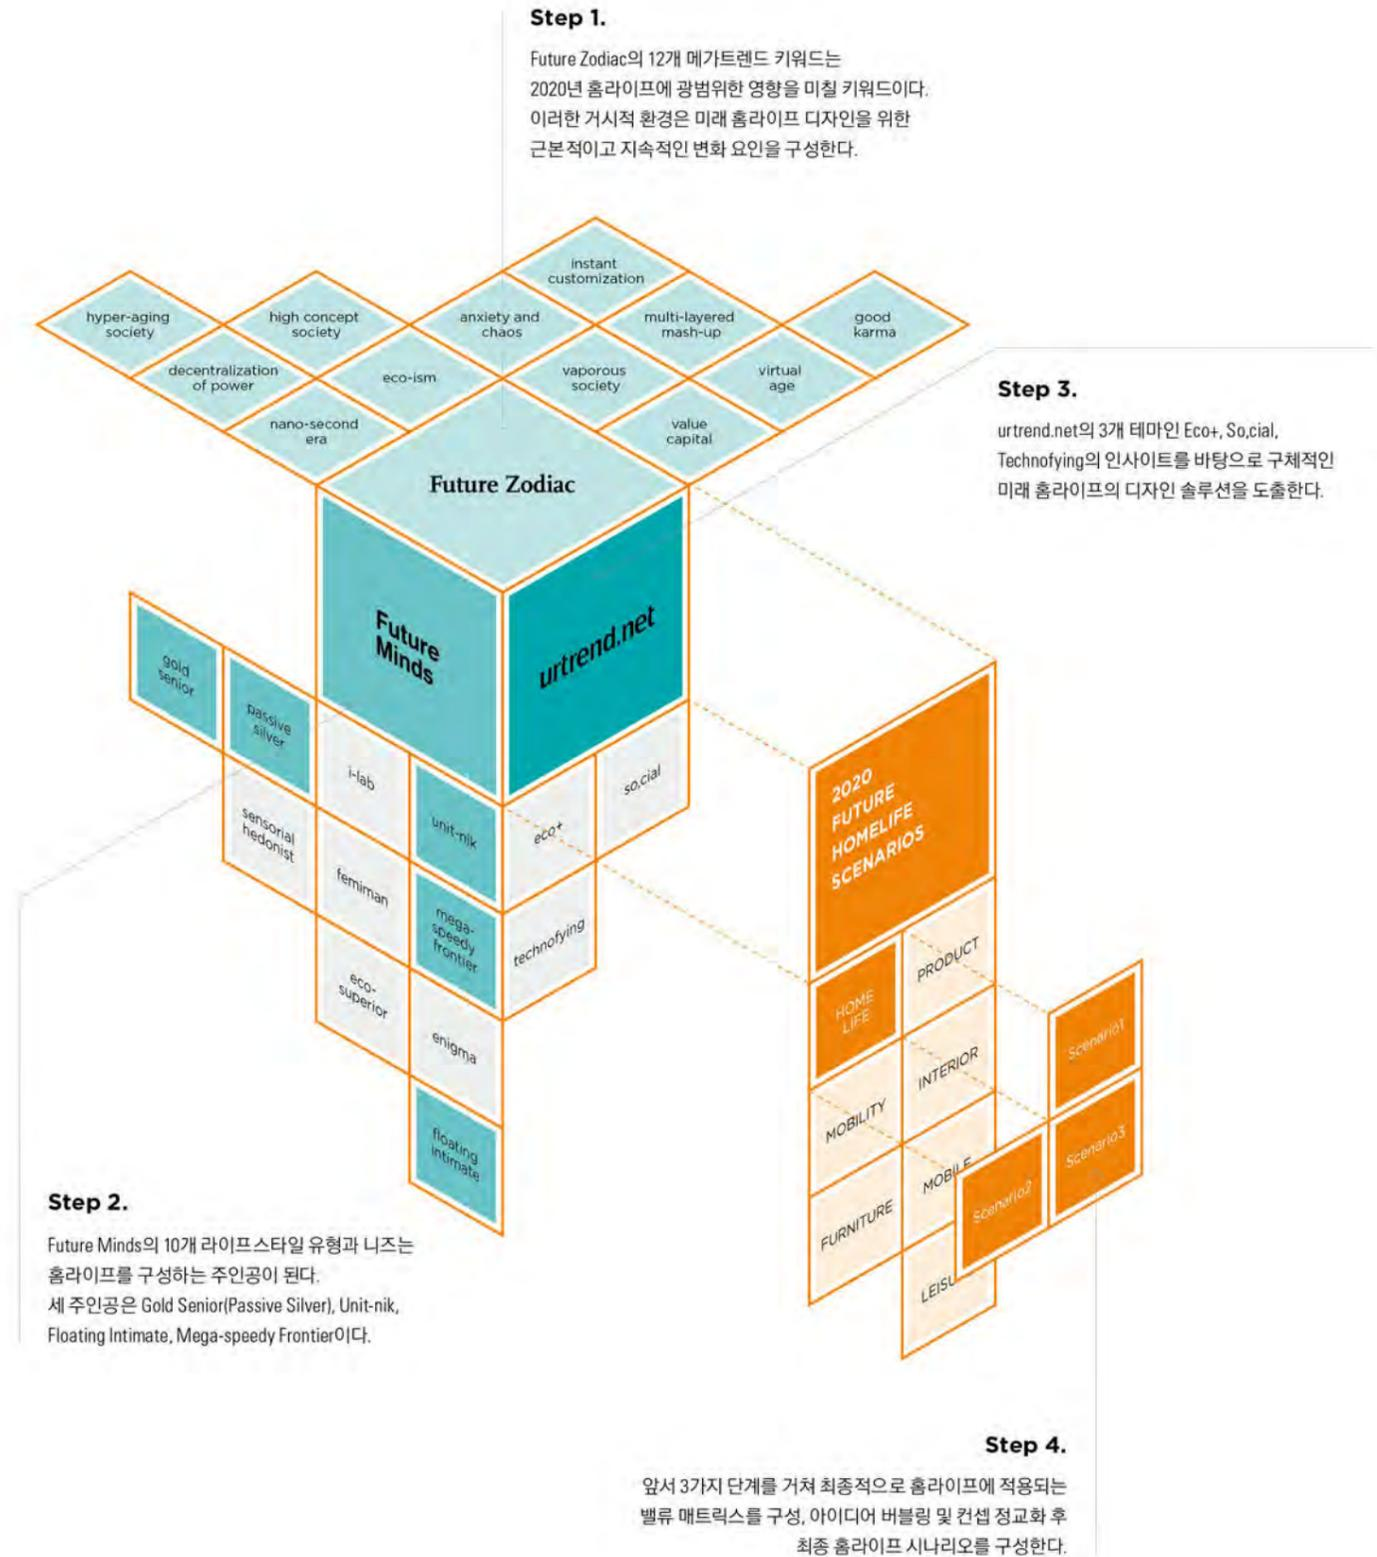 Step 1.
Future Zodiac의 12개 메가트렌드 키워드는
2020년 홈라이프에 광범위한 영향을 미칠 키워드이다.
이러한 거시적 환경은 미래 홈라이프 디자인을 위한
근본적이고 지속적인 변화 요인을 구성한다.
instant
customization
hyper-aging
society
high concept
society
anxiety and
chaos
multi-layered
mash-up
good
karma
decentralization
of power
eco-ism
vaporous
society
virtual
age
nano-second
era
value
capital
Future Zodiac
Step 3.
urtrend.net의 3개 테마인 Eco+, So,cial,
Technofying의 인사이트를 바탕으로 구체적인
미래 홈라이프의 디자인 솔루션을 도출한다.
Future
Minds
urtrend.net
gold
senior
passive
silver
i-lab
unit-nik
eco+
so,cial
sensorial
hedonist
femiman
mega-
speedy
frontier
technofying
eco-
superior
enigma
floating
intimate
2020
FUTURE
HOMELIFE
SCENARIOS
HOME
LIFE
PRODUCT
MOBILITY
INTERIOR
FURNITURE
MOBILE
LEISU
Scenario1
Scenario2
Scenario3
Step 2.
Future Minds의 10개 라이프스타일 유형과 니즈는
홈라이프를 구성하는 주인공이 된다.
세 주인공은 Gold Senior(Passive Silver), Unit-nik,
Floating Intimate, Mega-speedy Frontier이다.
Step 4.
앞서 3가지 단계를 거쳐 최종적으로 홈라이프에 적용되는
밸류 매트릭스를 구성, 아이디어 버블링 및 컨셉 정교화 후
최종 홈라이프 시나리오를 구성한다.